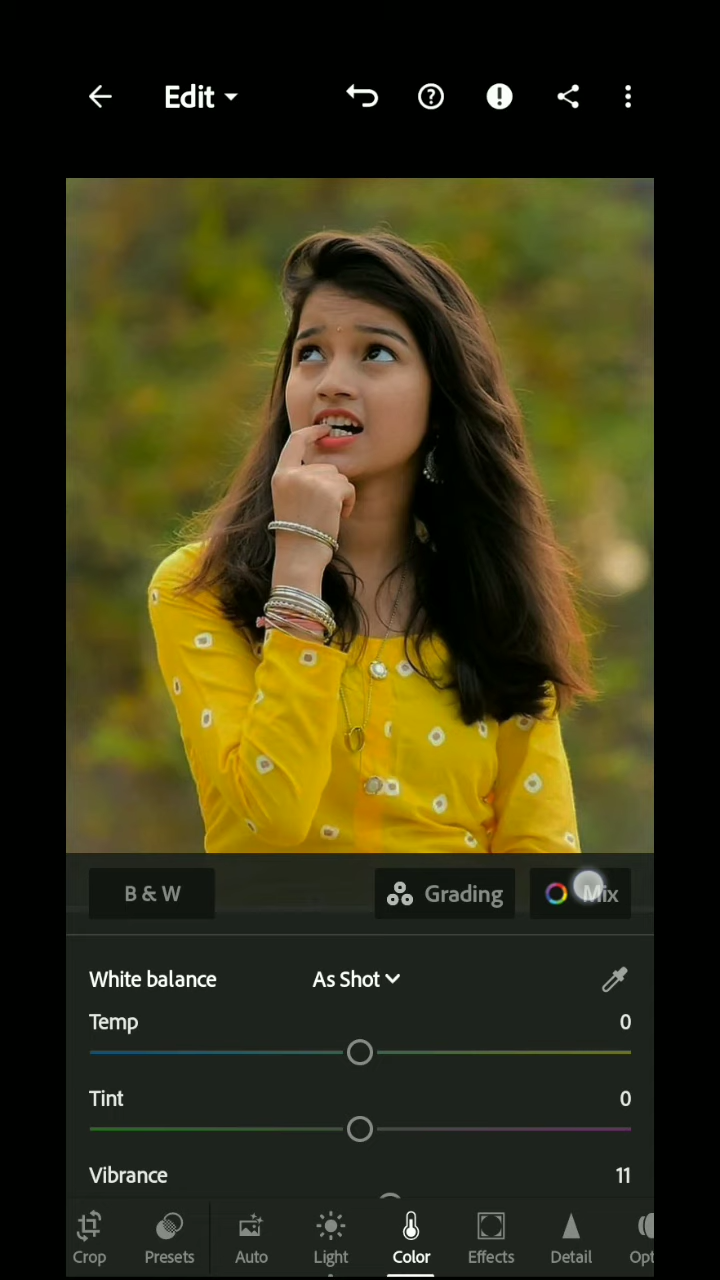 Edit
B & W
Grading
Mix
White balance
As Shot
Temp
0
Tint
0
Vibrance
11
Crop
Presets
Auto
Light
Color
Effects
Detail
Opt